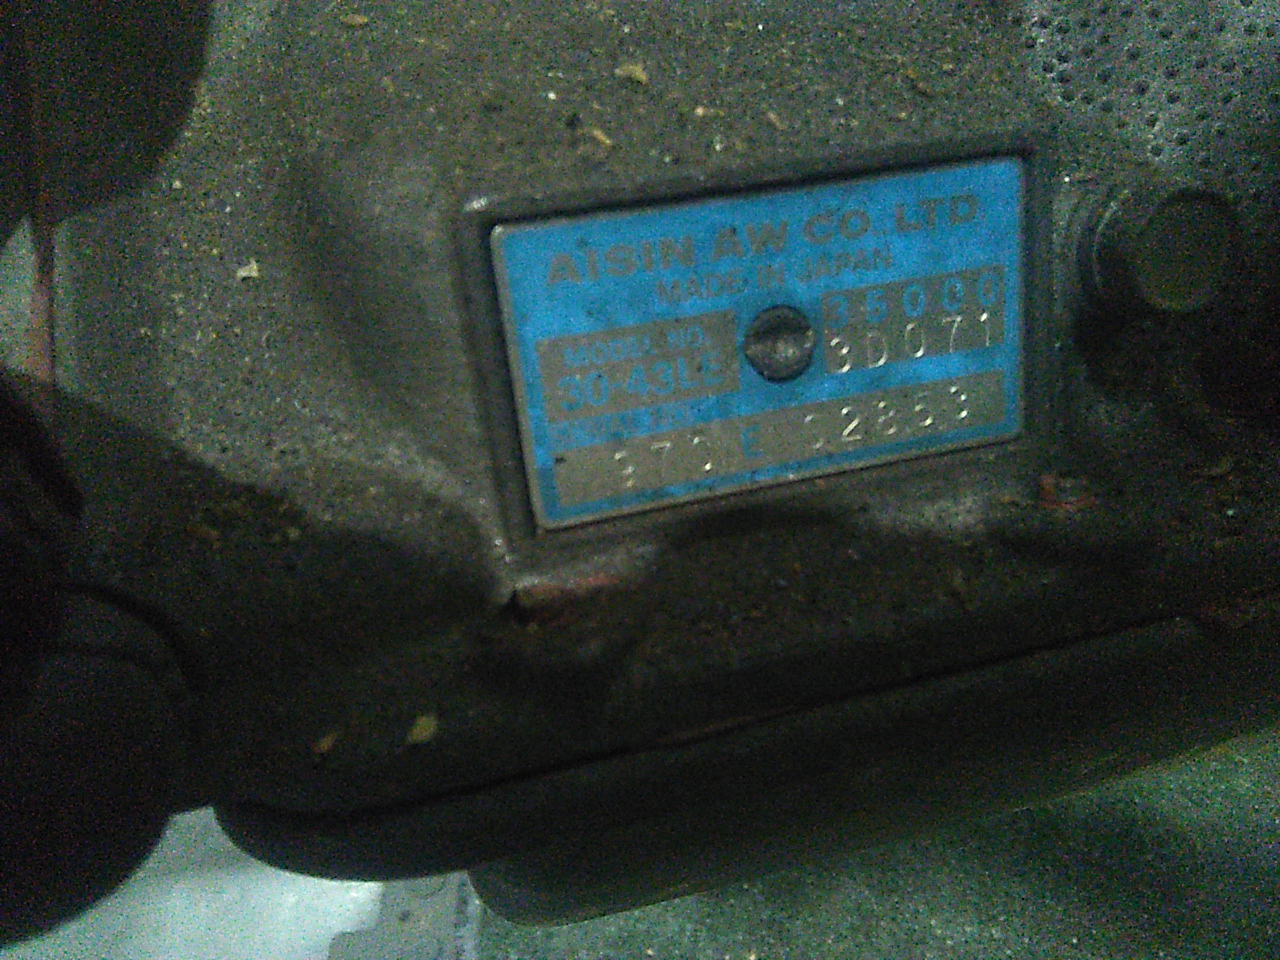 AISIN AW CO. LTD
MADE IN JAPAN
MODEL NO.
30-43LE
35000
3D071
E